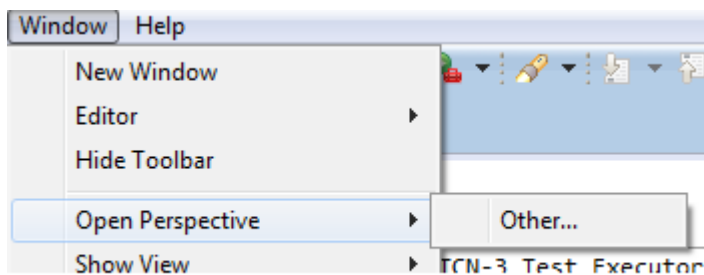 Window Help
New Window
Editor
Hide Toolbar
Open Perspective
Other...
Show View
TCN-3 Test Executor